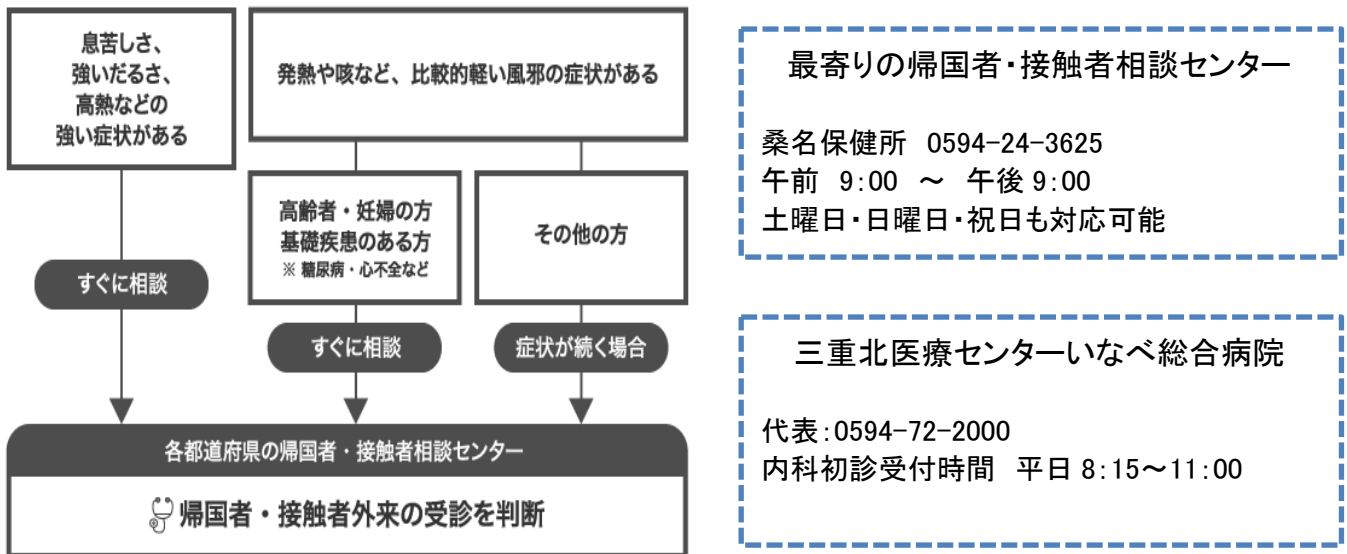 息苦しさ、
強いだるさ、
高熱などの
強い症状がある
発熱や咳など、比較的軽い風邪の症状がある
高齢者・妊婦の方
基礎疾患のある方
※ 糖尿病・心不全など
その他の方
すぐに相談
すぐに相談
症状が続く場合
各都道府県の帰国者・接触者相談センター
帰国者・接触者外来の受診を判断
最寄りの帰国者・接触者相談センター
桑名保健所 0594-24-3625
午前 9:00 ～ 午後 9:00
土曜日・日曜日・祝日も対応可能
三重北医療センターいなべ総合病院
代表:0594-72-2000
内科初診受付時間 平日 8:15～11:00